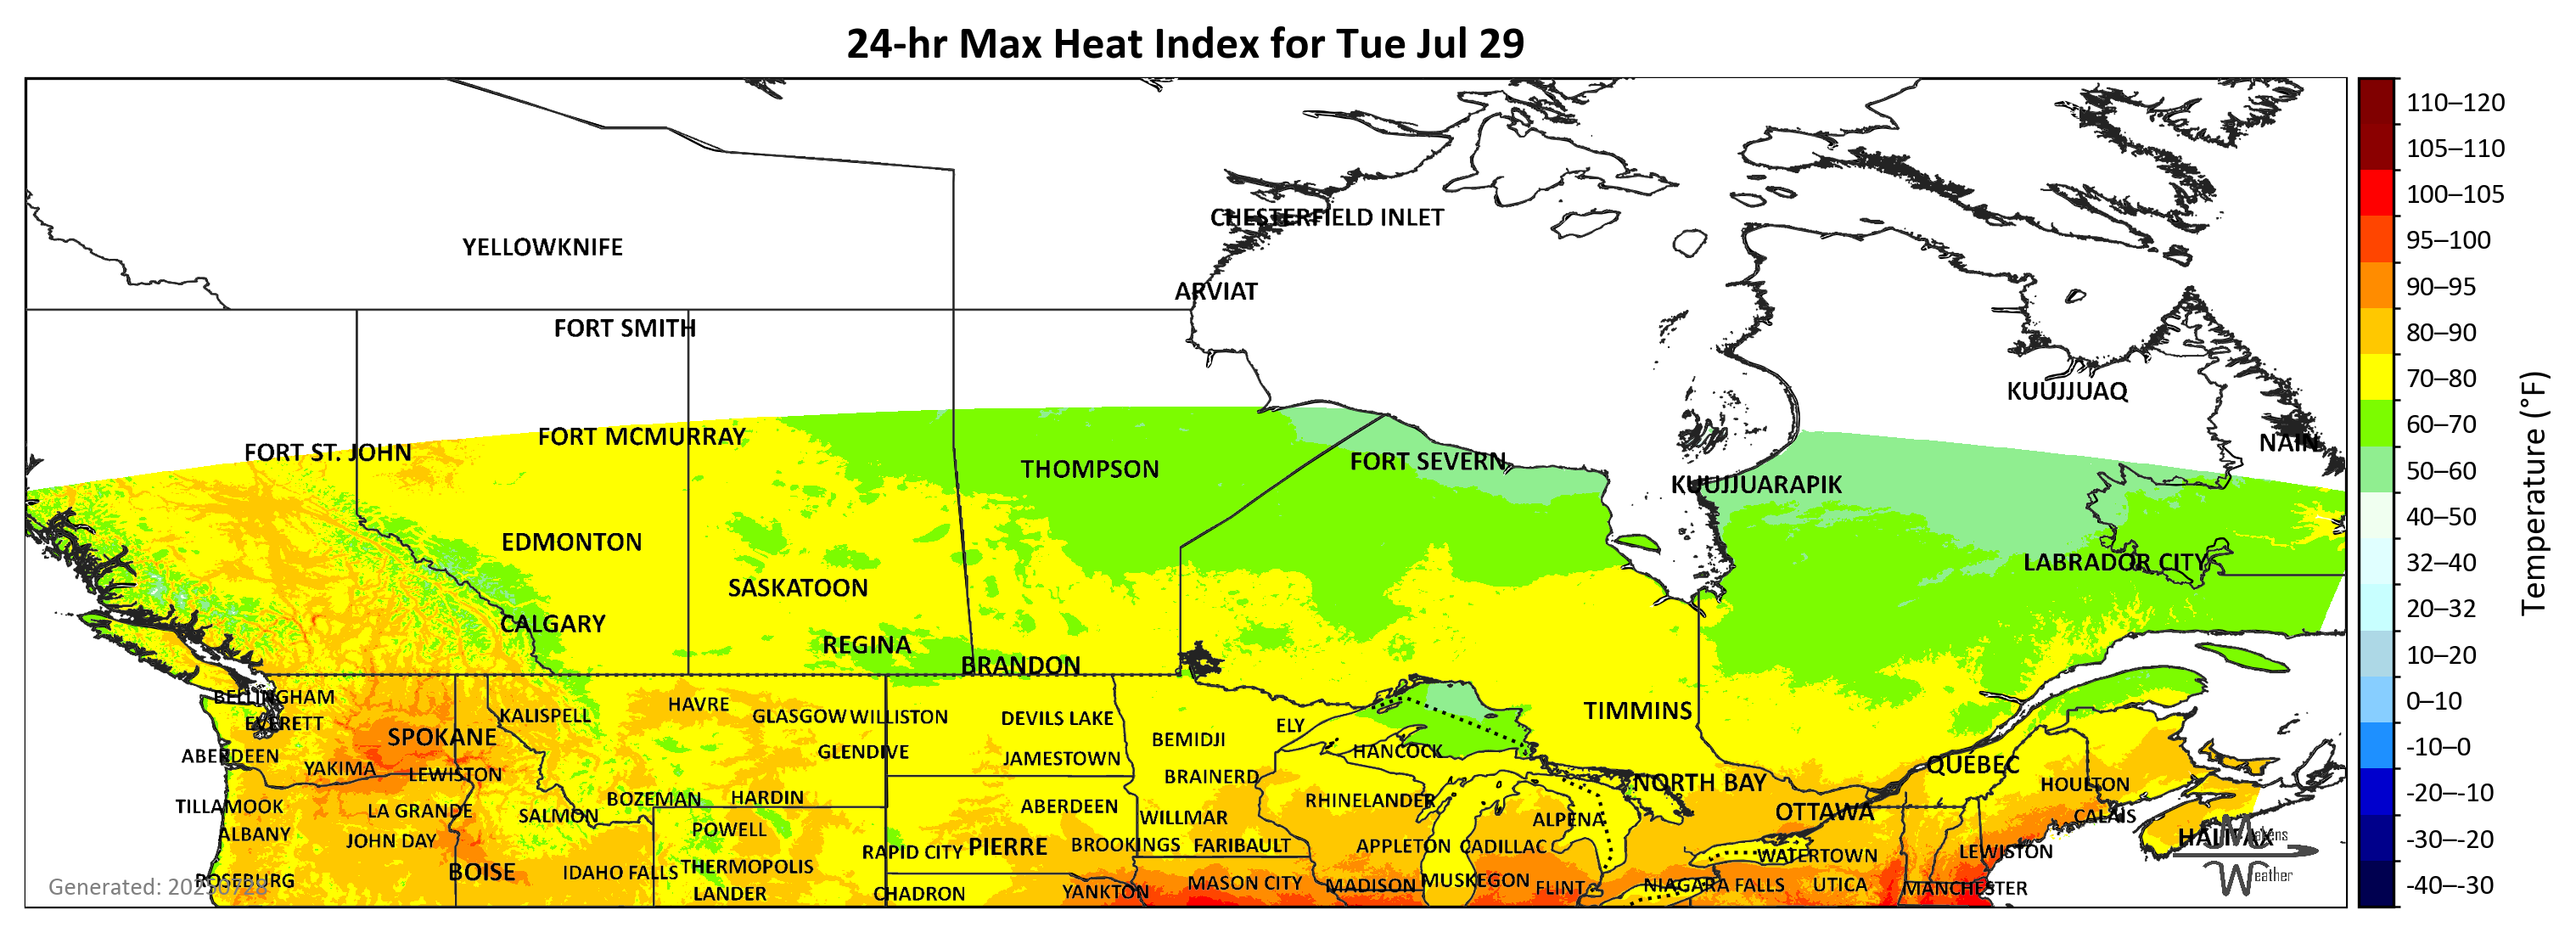 24-hr Max Heat Index for Tue Jul 29
CHESTERFIELD INLET
YELLOWKNIFE
ARVIAT
FORT SMITH
KUUJJUAQ
FORT MCMURRAY
NAIN
FORT ST. JOHN
FORT SEVERN
THOMPSON
KUUJJUARAPIK
EDMONTON
LABRADOR CITY
SASKATOON
CALGARY
REGINA
BRANDON
BELLINGHAM
HAVRE
TIMMINS
KALISPELL
GLASGOW
WILLISTON
DEVILS LAKE
EVERETT
ELY
SPOKANE
BEMIDJI
HANCOCK
GLENDIVE
ABERDEEN
JAMESTOWN
QUÉBEC
YAKIMA
LEWISTON
BRAINERD
NORTH BAY
HOULTON
BOZEMAN
HARDIN
RHINELANDER
TILLAMOOK
LA GRANDE
ABERDEEN
OTTAWA
SALMON
WILLMAR
CALAIS
ALPENA
ALBANY
POWELL
HALIFAX
JOHN DAY
PIERRE
BROOKINGS
FARIBAULT
APPLETON
CADILLAC
RAPID CITY
LEWISTON
WATERTOWN
BOISE
IDAHO FALLS
THERMOPOLIS
ROSEBURG
MASON CITY
MADISON
MUSKEGON
FLINT
NIAGARA FALLS
UTICA
MANCHESTER
LANDER
CHADRON
YANKTON
Generated: 20250728
Makens
Weather
110–120
105–110
100–105
95–100
90–95
80–90
70–80
60–70
50–60
40–50
32–40
20–32
10–20
0–10
-10–0
-20–-10
-30–-20
-40–-30
Temperature (°F)